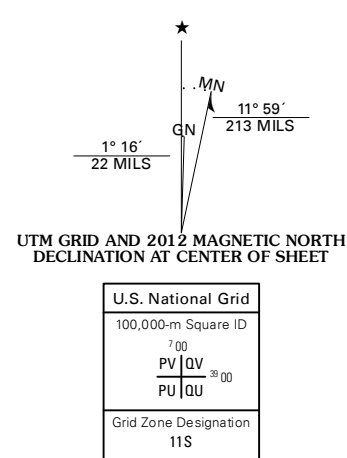 ★
MN
11° 59´
213 MILS
GN
1° 16´
22 MILS
UTM GRID AND 2012 MAGNETIC NORTH
DECLINATION AT CENTER OF SHEET
U.S. National Grid
100,000-m Square ID
7 00
PV QV
39 00
PU QU
Grid Zone Designation
11S